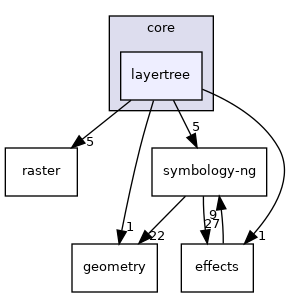 core
layertree
5
5
raster
symbology-ng
9
27
1
22
1
geometry
effects